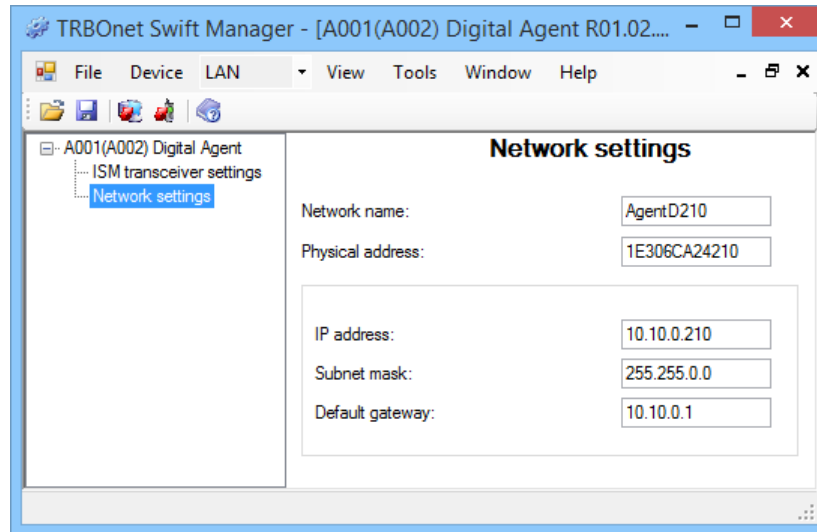 TRBOnet Swift Manager - [A001(A002) Digital Agent R01.02....
File Device LAN View Tools Window Help
A001(A002) Digital Agent
ISM transceiver settings
Network settings
Network settings
Network name: AgentD210
Physical address: 1E306CA24210
IP address: 10.10.0.210
Subnet mask: 255.255.0.0
Default gateway: 10.10.0.1